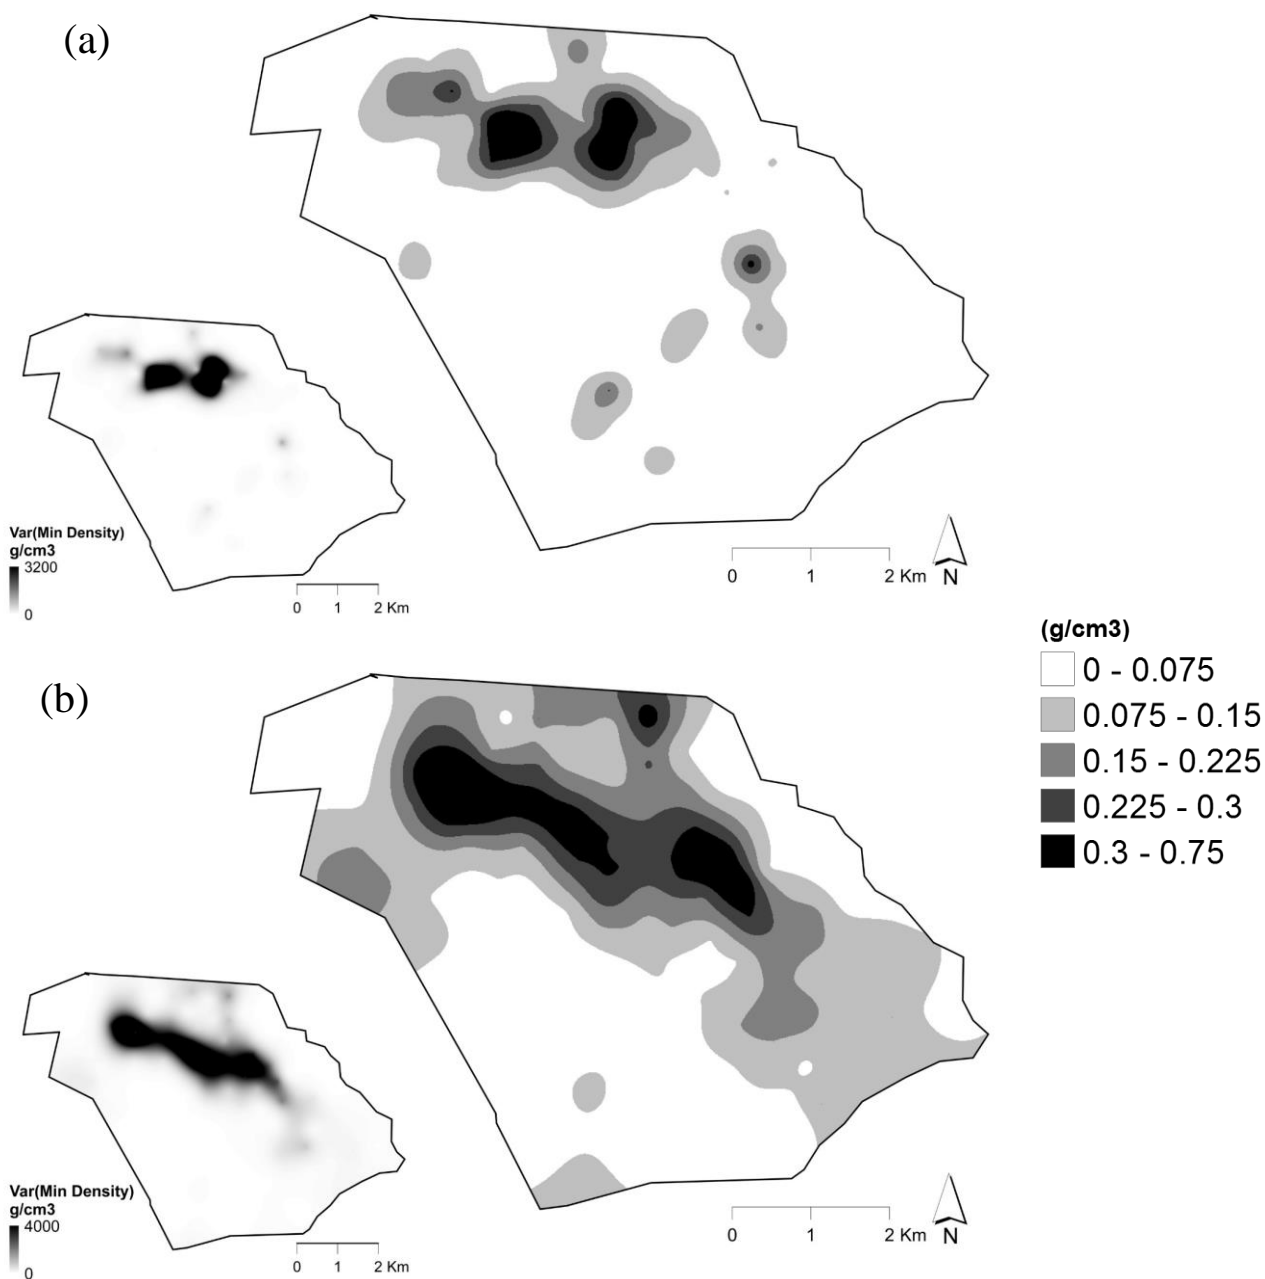 (a)
Var(Min Density)
g/cm3
3200
0
0 1 2 Km
0 1 2 Km
N
(g/cm3)
0 - 0.075
0.075 - 0.15
0.15 - 0.225
0.225 - 0.3
0.3 - 0.75
(b)
Var(Min Density)
g/cm3
4000
0
0 1 2 Km
0 1 2 Km
N